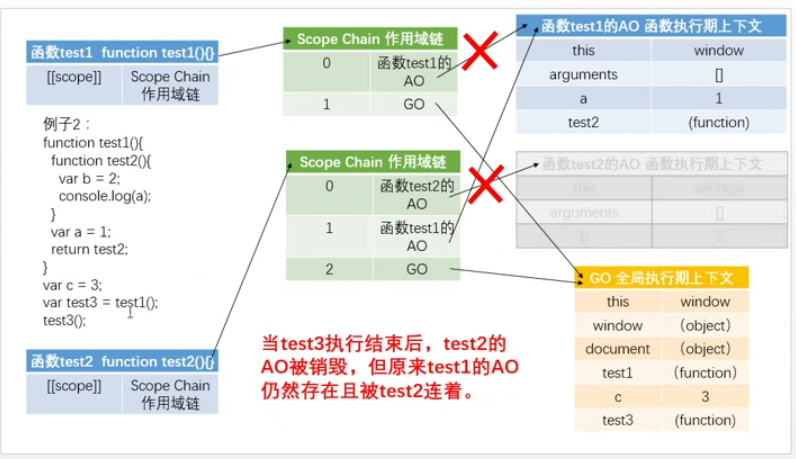 函数test1 function test1(){}
[[scope]] Scope Chain
作用域链
例子2：
function test1(){
function test2(){
var b = 2;
console.log(a);
}
var a = 1;
return test2;
}
var c = 3;
var test3 = test1();
test3();
函数test2 function test2(){}
[[scope]] Scope Chain
作用域链
Scope Chain 作用域链
0 函数test1的
AO
1 GO
Scope Chain 作用域链
0 函数test2的
AO
1 函数test1的
AO
2 GO
当test3执行结束后，test2的
AO被销毁，但原来test1的AO
仍然存在且被test2连着。
函数test1的AO 函数执行期上下文
this window
arguments []
a 1
test2 (function)
函数test2的AO 函数执行期上下文
this window
arguments []
b 2
GO 全局执行期上下文
this window
window （object)
document （object)
test1 （function)
c 3
test3 (function)